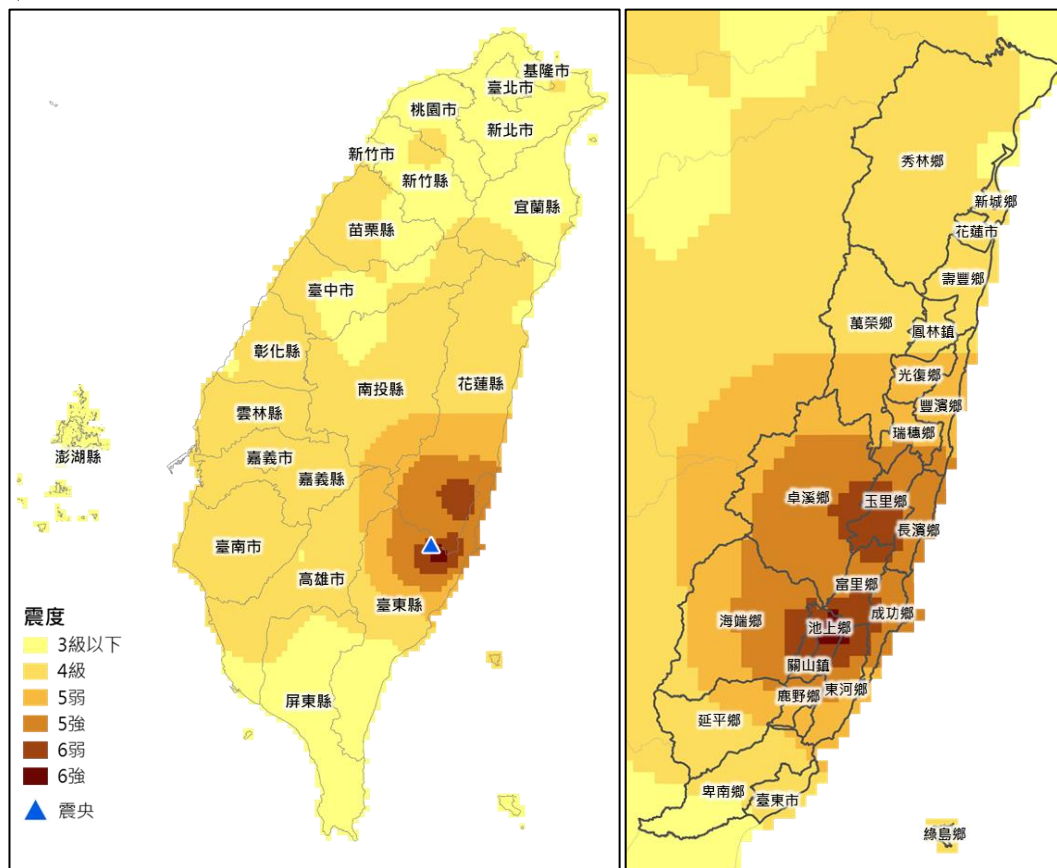 基隆市
臺北市
桃園市
新北市
新竹市
新竹縣
宜蘭縣
苗栗縣
臺中市
彰化縣
南投縣
花蓮縣
雲林縣
澎湖縣
嘉義市
嘉義縣
臺南市
高雄市
臺東縣
屏東縣
震度
3級以下
4級
5弱
5強
6弱
6強
震央
秀林鄉
新城鄉
花蓮市
壽豐鄉
萬榮鄉
鳳林鎮
光復鄉
豐濱鄉
瑞穗鄉
卓溪鄉
玉里鄉
長濱鄉
富里鄉
成功鄉
海端鄉
池上鄉
關山鎮
鹿野鄉
東河鄉
延平鄉
卑南鄉
臺東市
綠島鄉